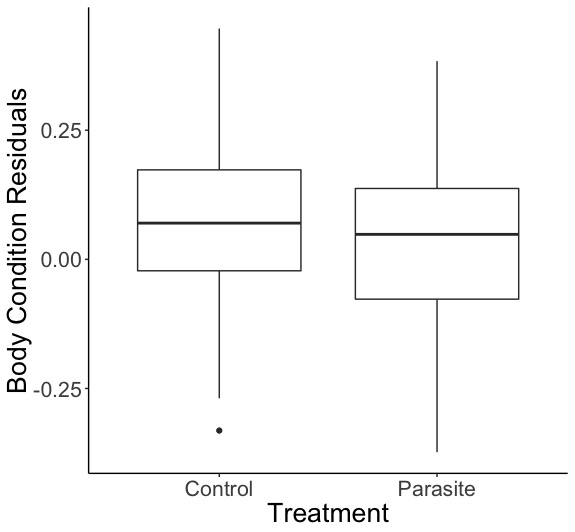 Body Condition Residuals
0.25
0.00
-0.25
Control Parasite
Treatment